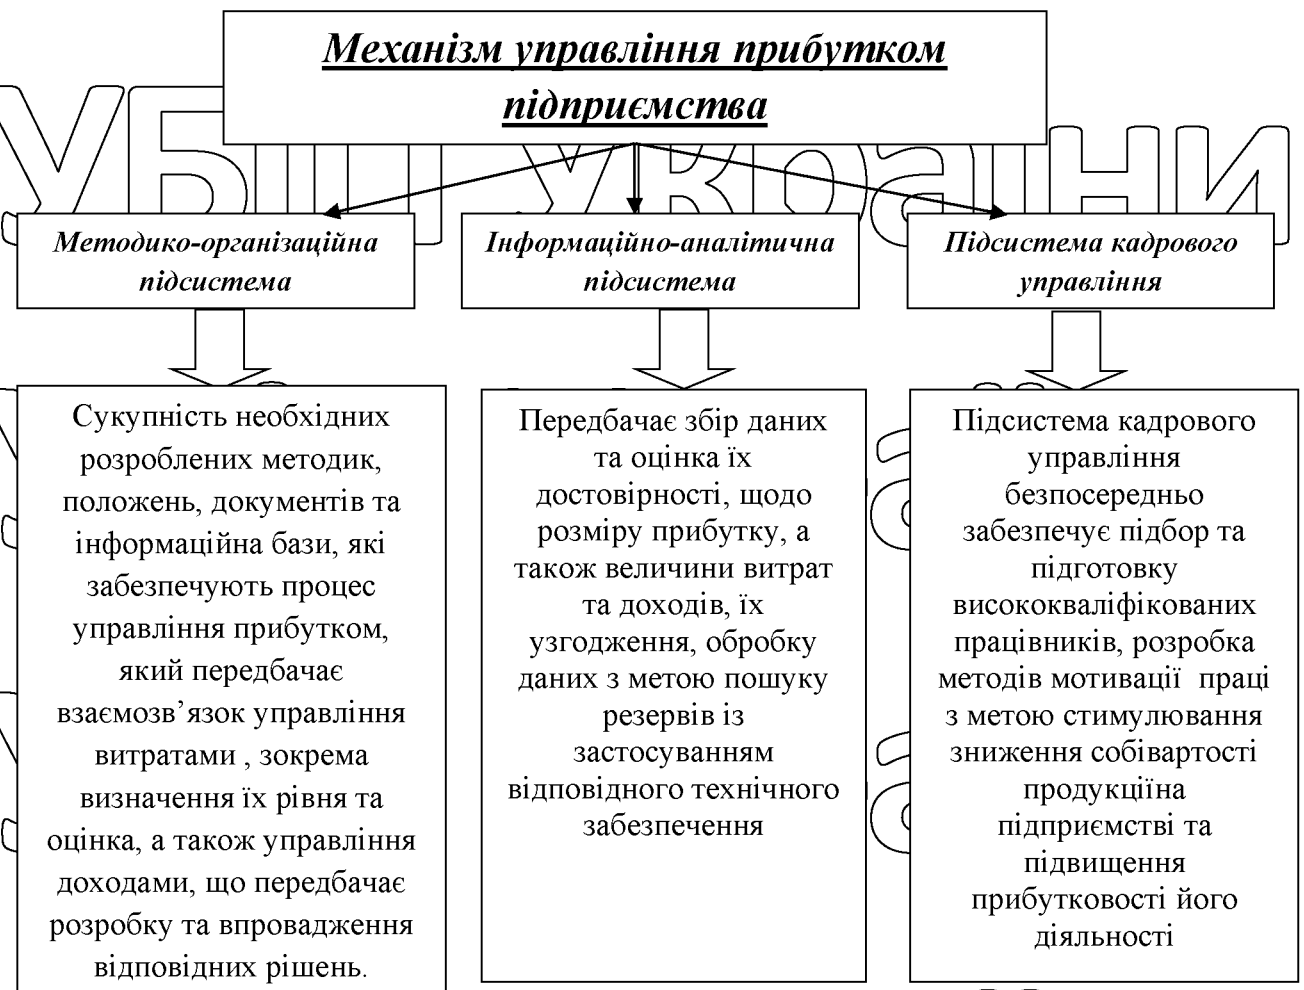 Механізм управління прибутком
підприємства
Методико-організаційна
підсистема
Інформаційно-аналітична
підсистема
Підсистема кадрового
управління
Сукупність необхідних
розроблених методик,
положень, документів та
інформаційна бази, які
забезпечують процес
управління прибутком,
який передбачає
взаємозв’язок управління
витратами , зокрема
визначення їх рівня та
оцінка, а також управління
доходами, що передбачає
розробку та впровадження
відповідних рішень.
Передбачає збір даних
та оцінка їх
достовірності, щодо
розміру прибутку, а
також величини витрат
та доходів, їх
узгодження, обробку
даних з метою пошуку
резервів із
застосуванням
відповідного технічного
забезпечення
Підсистема кадрового
управління
безпосередньо
забезпечує підбор та
підготовку
висококваліфікованих
працівників, розробка
методів мотивації  праці
з метою стимулювання
зниження собівартості
продукціїна
підприємстві та
підвищення
прибутковості його
діяльності